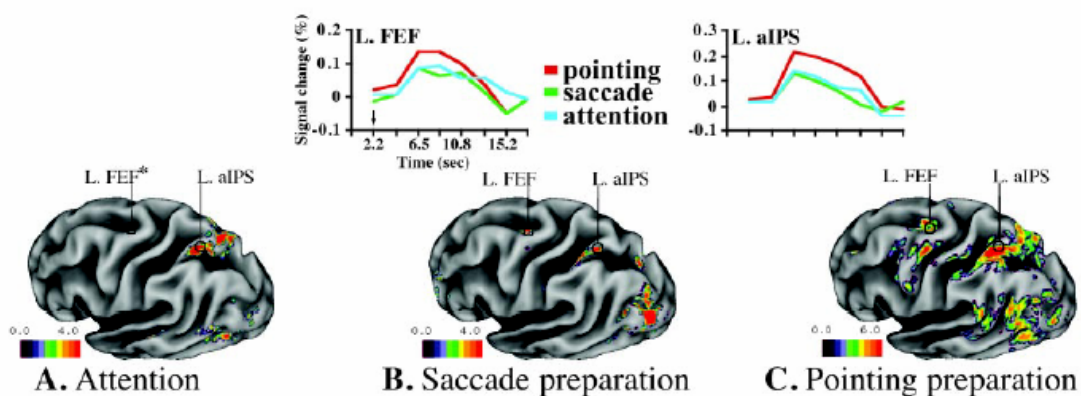 Signal change (%)
0.2
0.1
0
-0.1
L. FEF
2.2
6.5
10.8
15.2
Time (sec)
pointing
saccade
attention
0.3
0.2
0.1
0
-0.1
L. aIPS
L. FEF*
L. aIPS
0.0
4.0
A. Attention
L. FEF
L. aIPS
0.0
4.0
B. Saccade preparation
L. FEF
L. aIPS
0.0
6.0
C. Pointing preparation